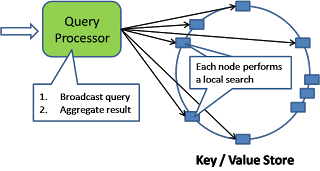 Query
Processor
1. Broadcast query
2. Aggregate result
Each node performs
a local search
Key / Value Store